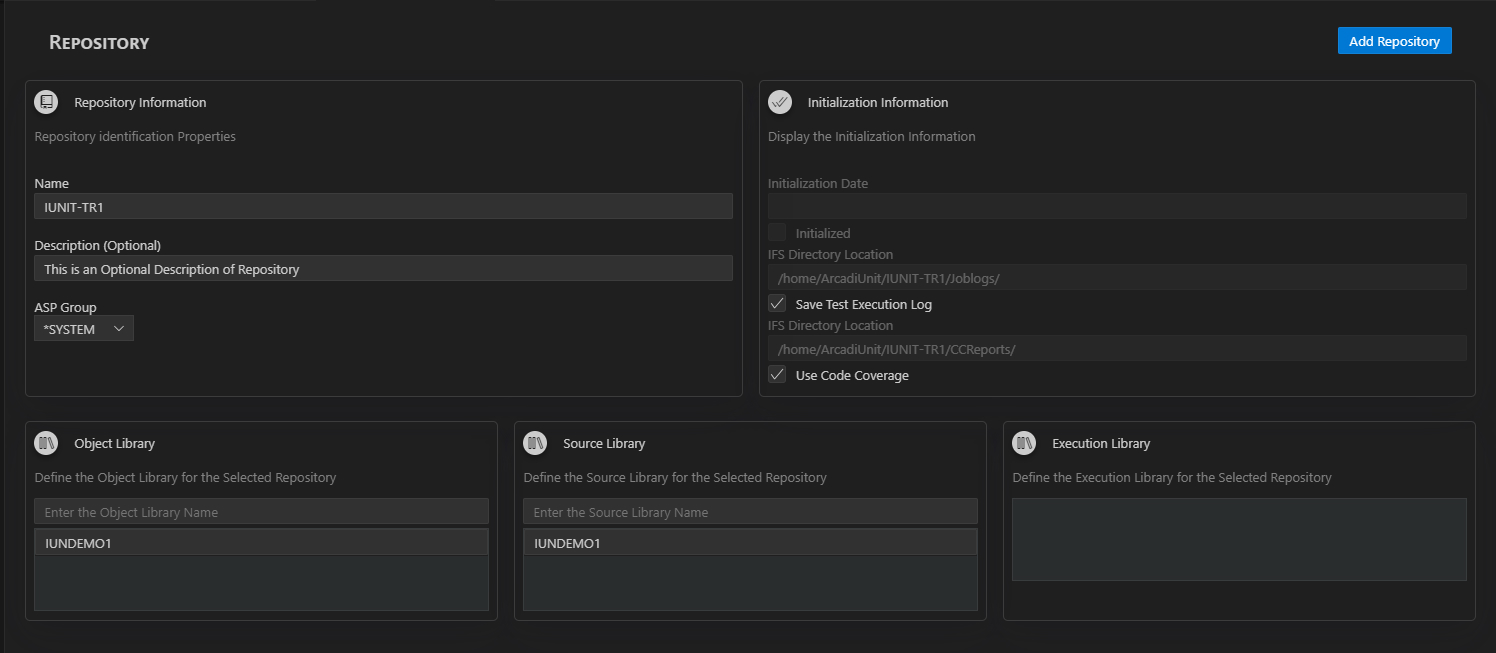 REPOSITORY
Add Repository
Repository Information
Repository identification Properties
Name
IUNIT-TR1
Description (Optional)
This is an Optional Description of Repository
ASP Group
*SYSTEM
Initialization Information
Display the Initialization Information
Initialization Date
Initialized
IFS Directory Location
/home/ArcadiUnit/IUNIT-TR1/Joblogs/
Save Test Execution Log
IFS Directory Location
/home/ArcadiUnit/IUNIT-TR1/CCReports/
Use Code Coverage
Object Library
Define the Object Library for the Selected Repository
Enter the Object Library Name
IUNDEMO1
Source Library
Define the Source Library for the Selected Repository
Enter the Source Library Name
IUNDEMO1
Execution Library
Define the Execution Library for the Selected Repository